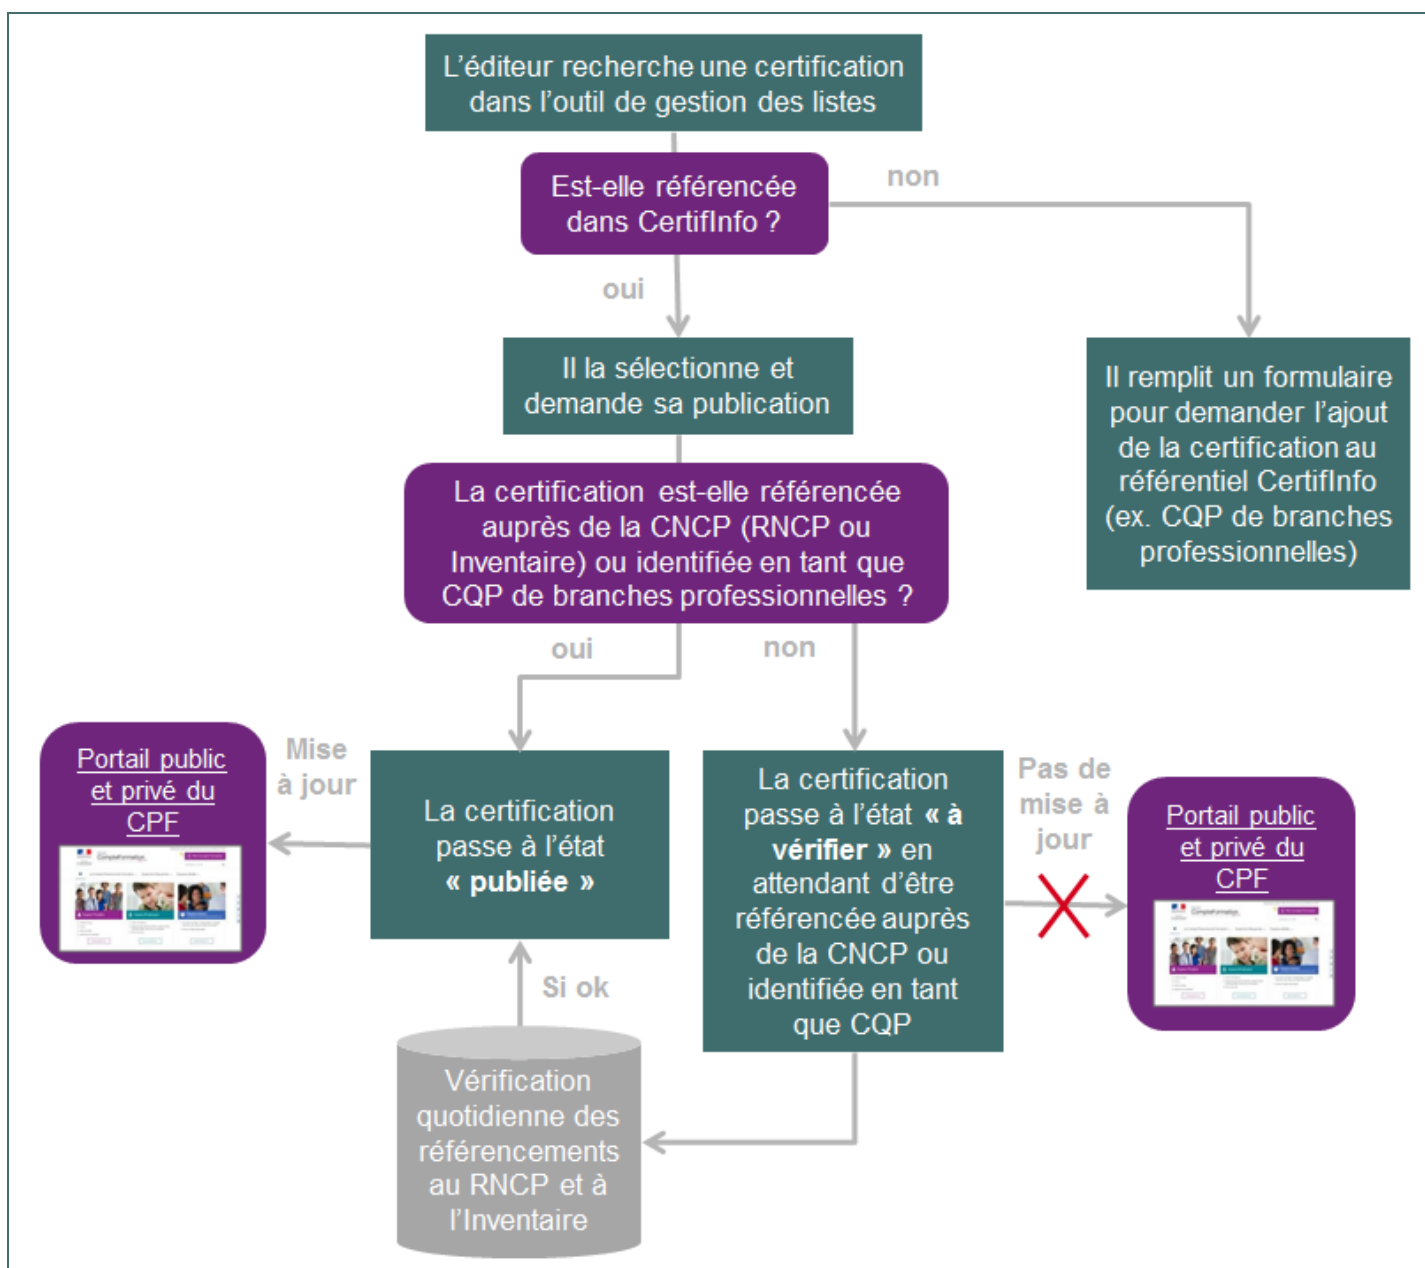 L’éditeur recherche une certification
dans l’outil de gestion des listes
Est-elle référencée
dans CertifInfo ?
non
oui
Il la sélectionne et
demande sa publication
Il remplit un formulaire
pour demander l’ajout
de la certification au
référentiel CertifInfo
(ex. CQP de branches
professionnelles)
La certification est-elle référencée
auprès de la CNCP (RNCP ou
Inventaire) ou identifiée en tant que
CQP de branches professionnelles ?
oui
non
Portail public
et privé du
CPF
Mise
à jour
La certification
passe à l’état
« publiée »
La certification
passe à l’état « à
vérifier » en
attendant d’être
référencée auprès
de la CNCP ou
identifiée en tant
que CQP
Pas de
mise à
jour
Portail public
et privé du
CPF
Si ok
Vérification
quotidienne des
référencements
au RNCP et à
l’Inventaire